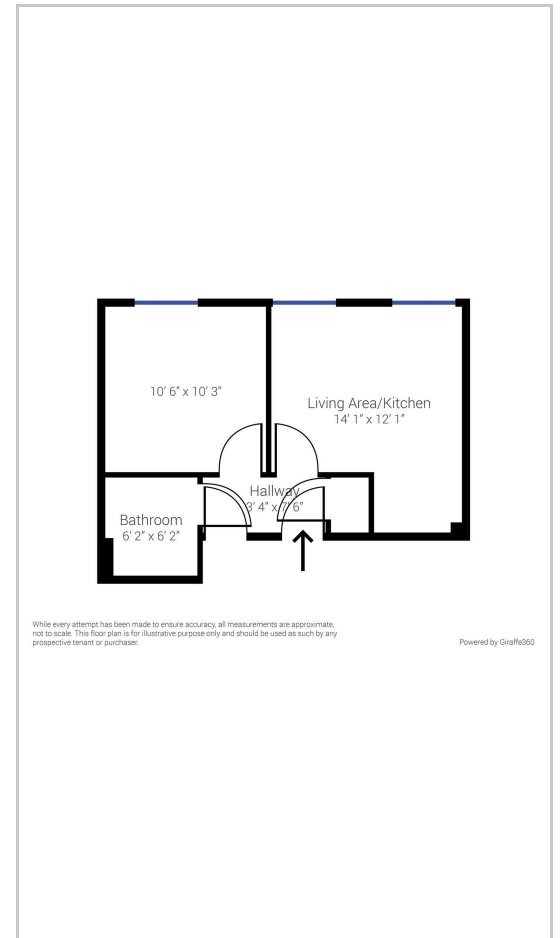 10' 6" x 10' 3"
Living Area/Kitchen
14' 1" x 12' 1"
Hallway
3' 4" x 7' 6"
Bathroom
6' 2" x 6' 2"
While every attempt has been made to ensure accuracy, all measurements are approximate,
not to scale. This floor plan is for illustrative purpose only and should be used as such by any
prospective tenant or purchaser.
Powered by Giraffe360